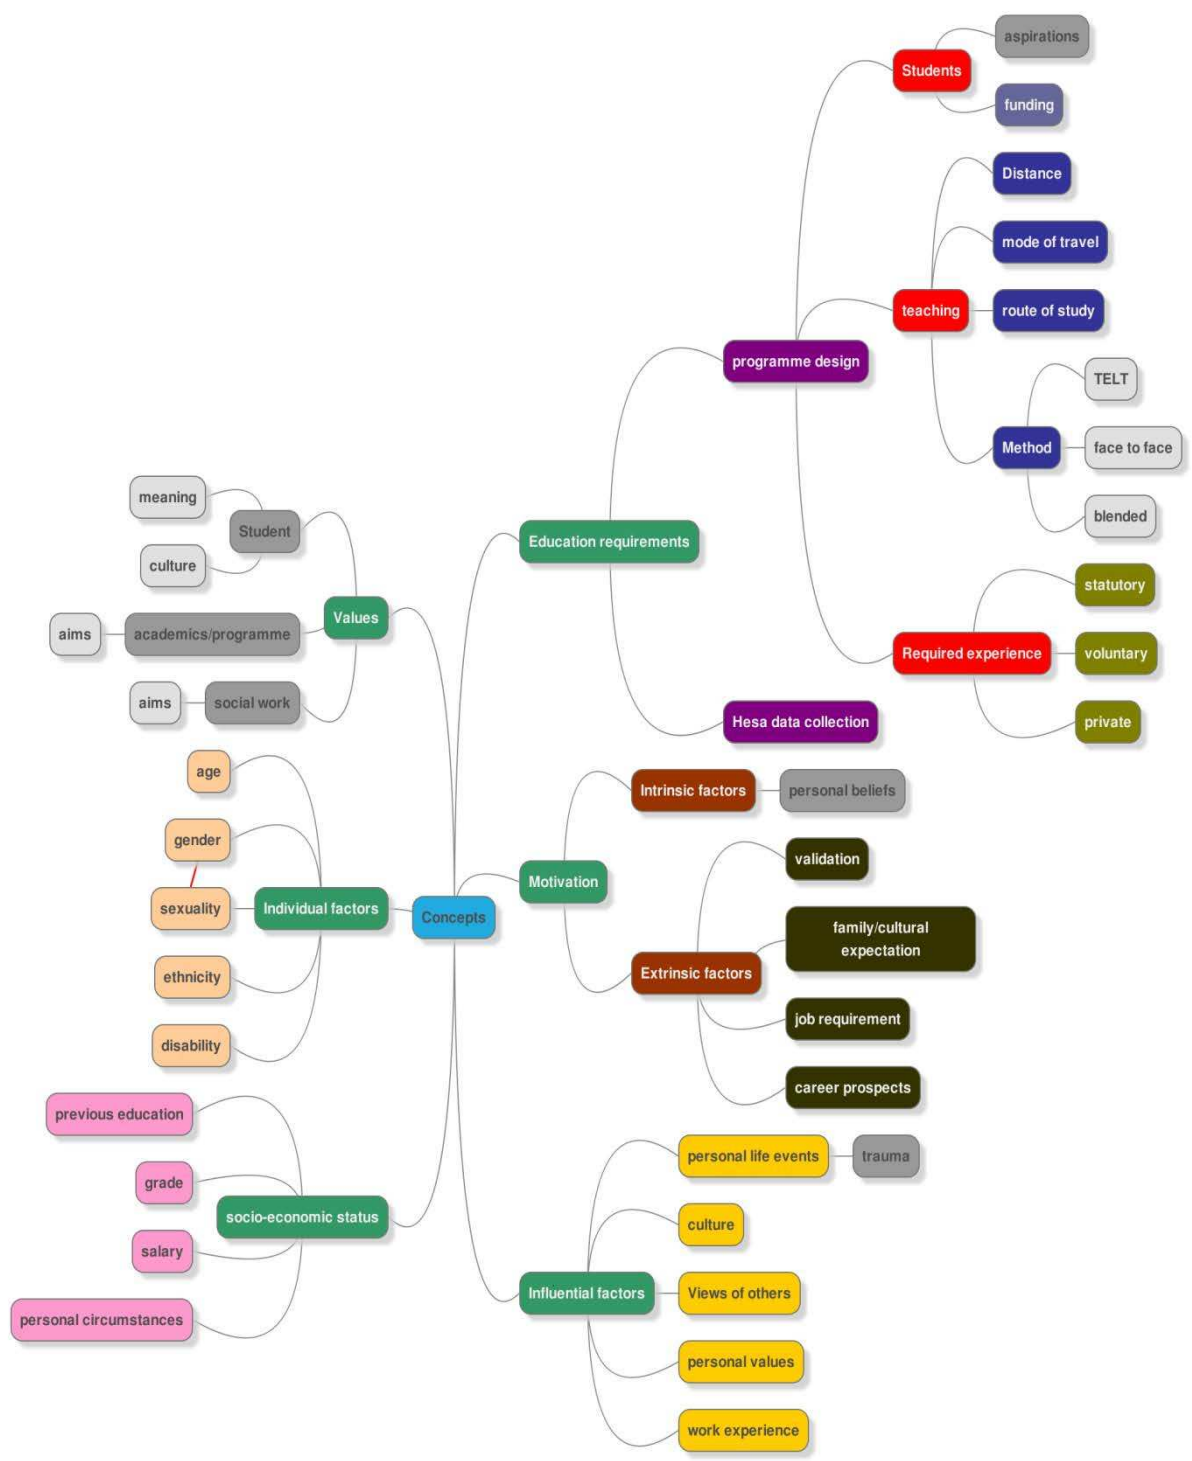 aspirations
Students
funding
Distance
mode of travel
teaching
route of study
programme design
TELT
Method
face to face
blended
meaning
Student
culture
Education requirements
Values
aims
academics/programme
statutory
Required experience
voluntary
aims
social work
Hesa data collection
private
age
Intrinsic factors
personal beliefs
gender
validation
Motivation
sexuality
Individual factors
Concepts
family/cultural
expectation
ethnicity
Extrinsic factors
job requirement
disability
career prospects
previous education
personal life events
trauma
grade
socio-economic status
culture
salary
Influential factors
Views of others
personal circumstances
personal values
work experience